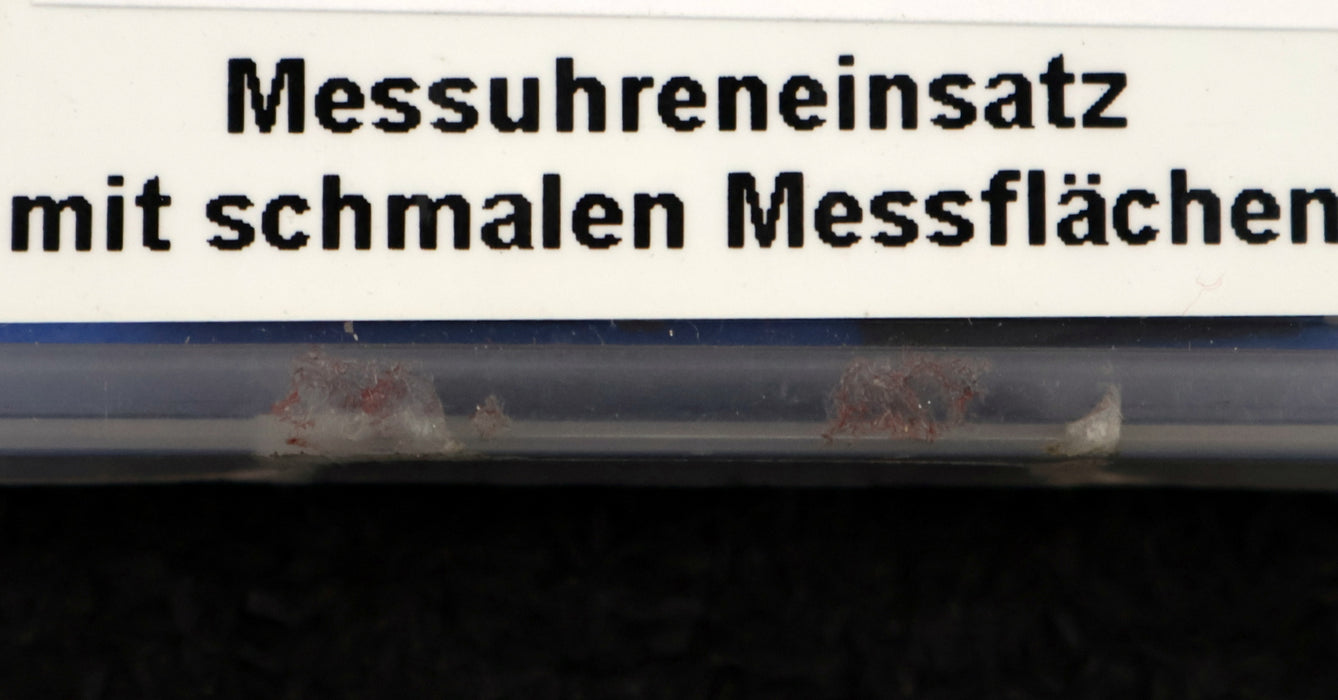 Messuhreneinsatz
mit schmalen Messflächen